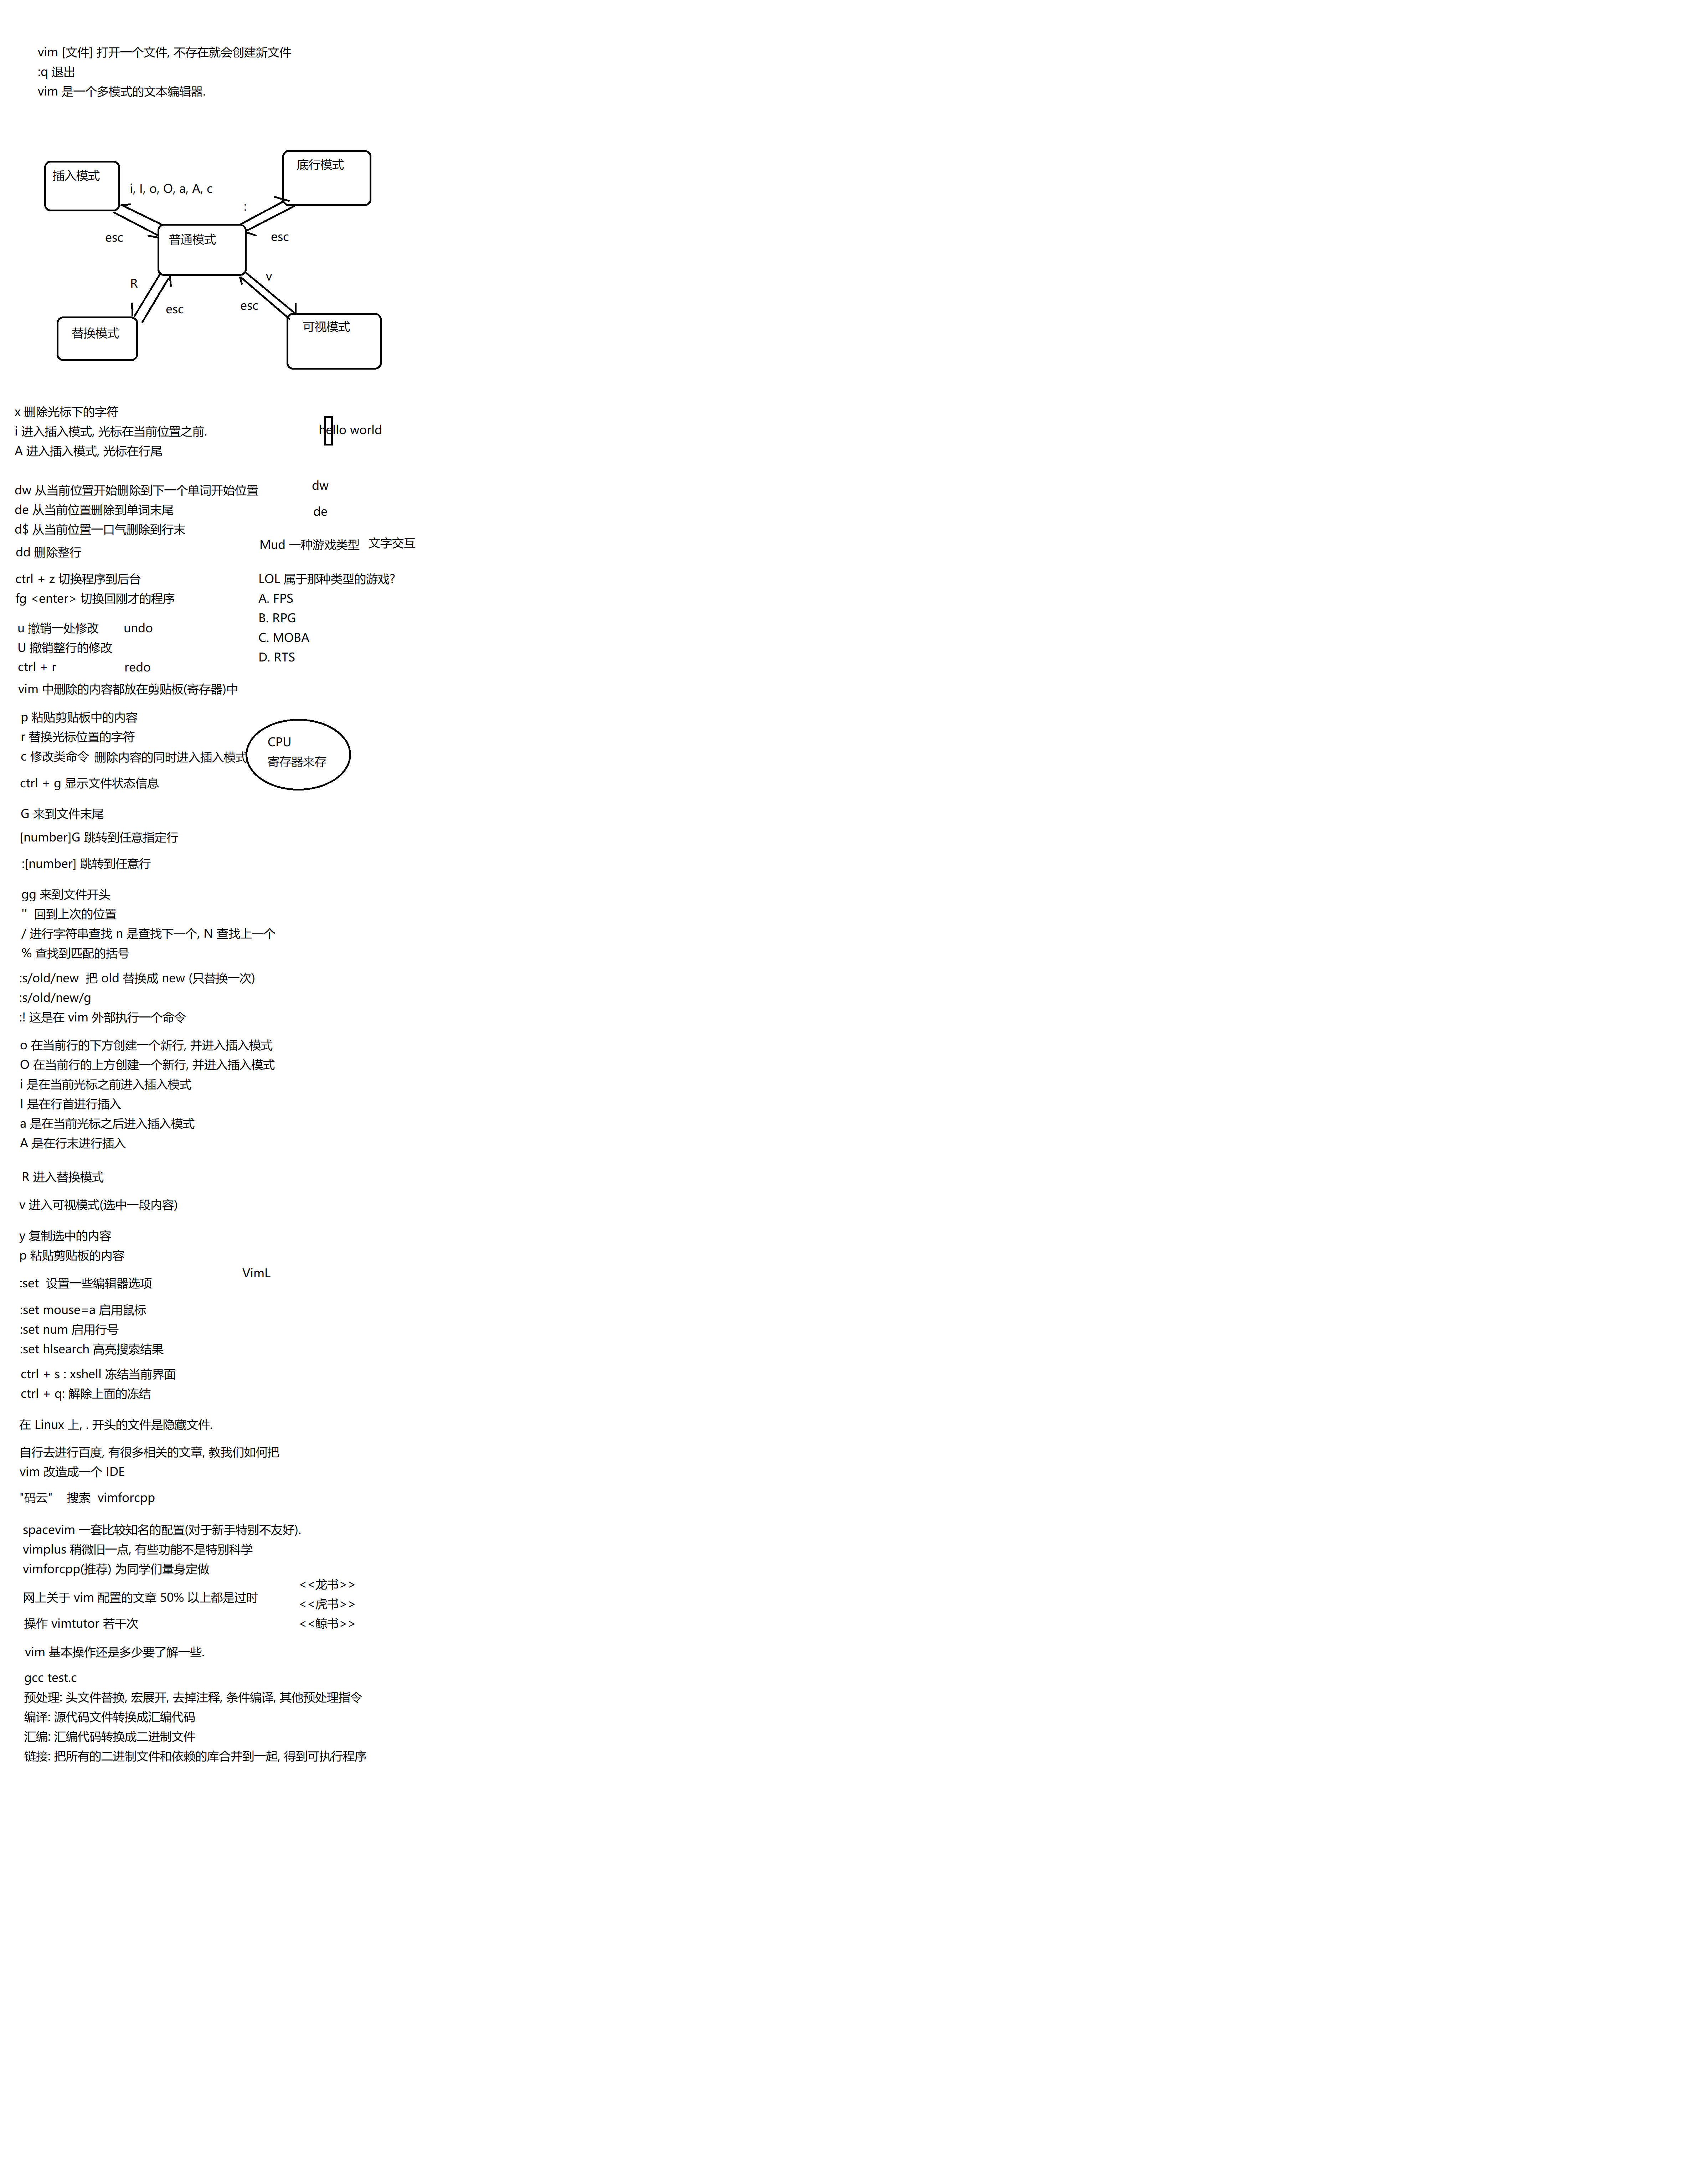 vim [文件] 打开一个文件, 不存在就会创建新文件
:q 退出
vim 是一个多模式的文本编辑器.
插入模式
底行模式
i, I, o, O, a, A, c
:
esc
普通模式
esc
R
v
esc
esc
替换模式
可视模式
x 删除光标下的字符
i 进入插入模式, 光标在当前位置之前.
A 进入插入模式, 光标在行尾
hello world
dw 从当前位置开始删除到下一个单词开始位置
de 从当前位置删除到单词末尾
d$ 从当前位置一口气删除到行末
dd 删除整行
dw
de
Mud 一种游戏类型 文字交互
ctrl + z 切换程序到后台
fg <enter> 切换回刚才的程序
LOL 属于那种类型的游戏?
A. FPS
B. RPG
C. MOBA
D. RTS
u 撤销一处修改 undo
U 撤销整行的修改
ctrl + r redo
vim 中删除的内容都放在剪贴板(寄存器)中
p 粘贴剪贴板中的内容
r 替换光标位置的字符
c 修改类命令 删除内容的同时进入插入模式
CPU
寄存器来存
ctrl + g 显示文件状态信息
G 来到文件末尾
[number]G 跳转到任意指定行
:[number] 跳转到任意行
gg 来到文件开头
'' 回到上次的位置
/ 进行字符串查找 n 是查找下一个, N 查找上一个
% 查找到匹配的括号
:s/old/new 把 old 替换成 new (只替换一次)
:s/old/new/g
:! 这是在 vim 外部执行一个命令
o 在当前行的下方创建一个新行, 并进入插入模式
O 在当前行的上方创建一个新行, 并进入插入模式
i 是在当前光标之前进入插入模式
I 是在行首进行插入
a 是在当前光标之后进入插入模式
A 是在行末进行插入
R 进入替换模式
v 进入可视模式(选中一段内容)
y 复制选中的内容
p 粘贴剪贴板的内容
VimL
:set 设置一些编辑器选项
:set mouse=a 启用鼠标
:set num 启用行号
:set hlsearch 高亮搜索结果
ctrl + s : xshell 冻结当前界面
ctrl + q: 解除上面的冻结
在 Linux 上, . 开头的文件是隐藏文件.
自行去进行百度, 有很多相关的文章, 教我们如何把
vim 改造成一个 IDE
"码云" 搜索 vimforcpp
spacevim 一套比较知名的配置(对于新手特别不友好).
vimplus 稍微旧一点, 有些功能不是特别科学
vimforcpp(推荐) 为同学们量身定做
网上关于 vim 配置的文章 50% 以上都是过时
操作 vimtutor 若干次
<<龙书>>
<<虎书>>
<<鲸书>>
vim 基本操作还是多少要了解一些.
gcc test.c
预处理: 头文件替换, 宏展开, 去掉注释, 条件编译, 其他预处理指令
编译: 源代码文件转换成汇编代码
汇编: 汇编代码转换成二进制文件
链接: 把所有的二进制文件和依赖的库合并到一起, 得到可执行程序